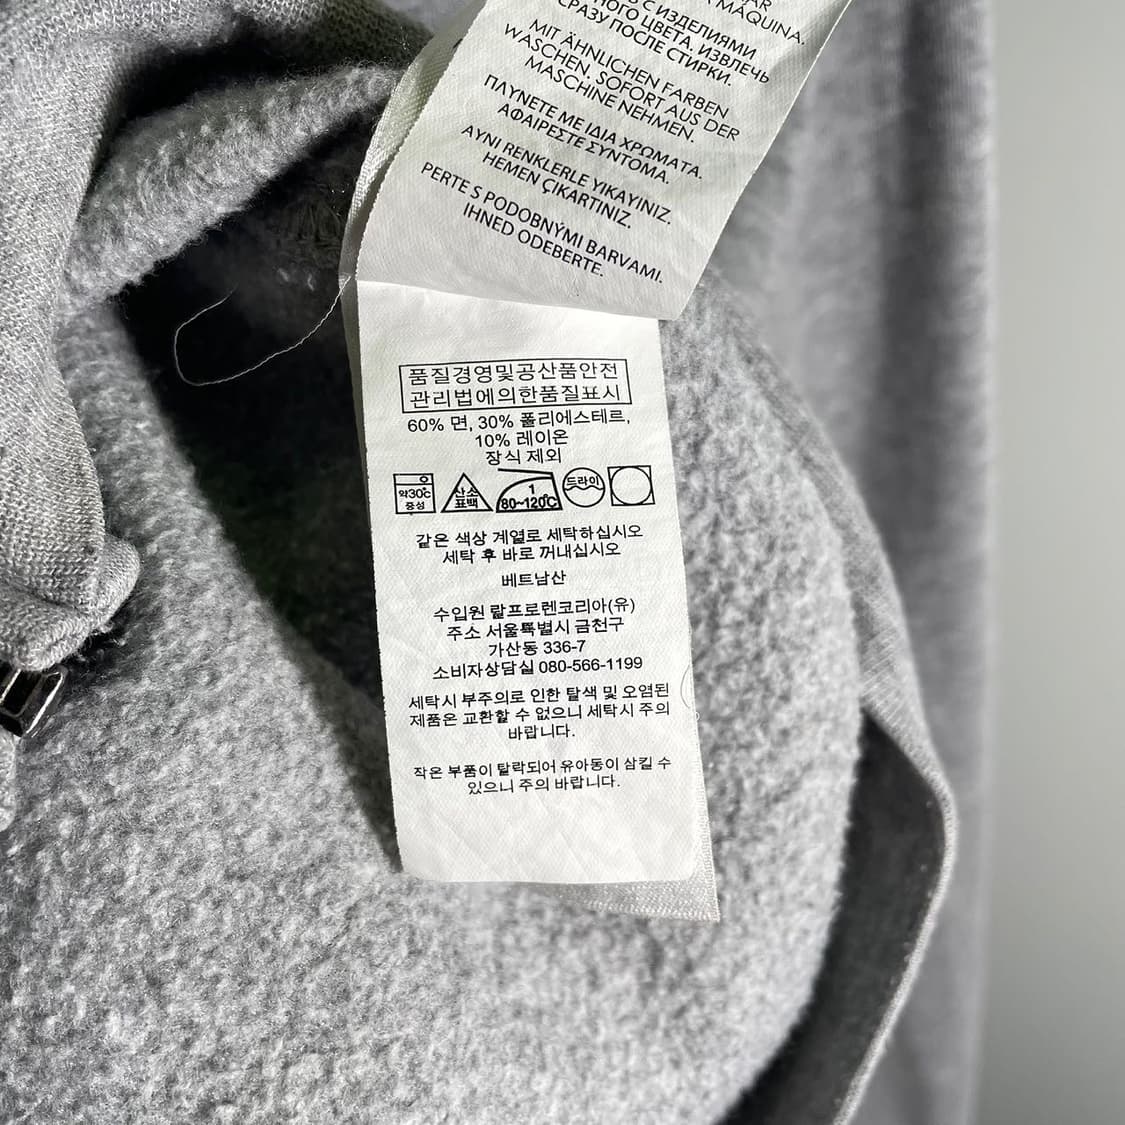 MÁQUINA.
С ИЗДЕЛИЯМИ
ЦВЕТА. ИЗВЛЕЧЬ
СРАЗУ ПОСЛЕ СТИРКИ.
MIT ÄHNLICHEN FARBEN
WASCHEN, SOFORT AUS DER
MASCHINE NEHMEN.
ΠΛΥΝΕΤΕ ΜΕ ΙΔΙΑ ΧΡΩΜΑΤΑ.
ΑΦΑΙΡΕΣΤΕ ΣΥΝΤΟΜΑ.
AYNI RENKLERLE YIKAYINIZ.
HEMEN ÇIKARTINIZ.
PERTE S PODOBNÝMI BARVAMI.
IHNED ODEBERTE.
품질경영및공산품안전
관리법에의한품질표시
60% 면, 30% 폴리에스테르,
10% 레이온
장식 제외
약30℃ 중성 산소 표백 1 80~120℃ 드라이
같은 색상 계열로 세탁하십시오
세탁 후 바로 꺼내십시오
베트남산
수입원 랄프로렌코리아(유)
주소 서울특별시 금천구
가산동 336-7
소비자상담실 080-566-1199
세탁시 부주의로 인한 탈색 및 오염된
제품은 교환할 수 없으니 세탁시 주의
바랍니다.
작은 부품이 탈락되어 유아동이 삼킬 수
있으니 주의 바랍니다.